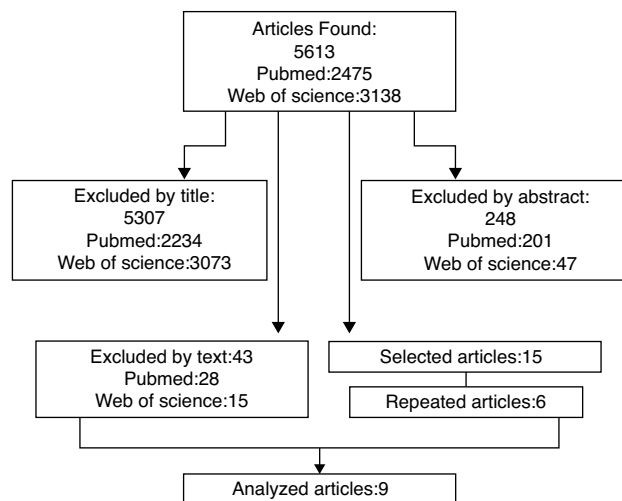 Articles Found:
5613
Pubmed:2475
Web of science:3138
Excluded by title:
5307
Pubmed:2234
Web of science:3073
Excluded by abstract:
248
Pubmed:201
Web of science:47
Excluded by text:43
Pubmed:28
Web of science:15
Selected articles:15
Repeated articles:6
Analyzed articles:9